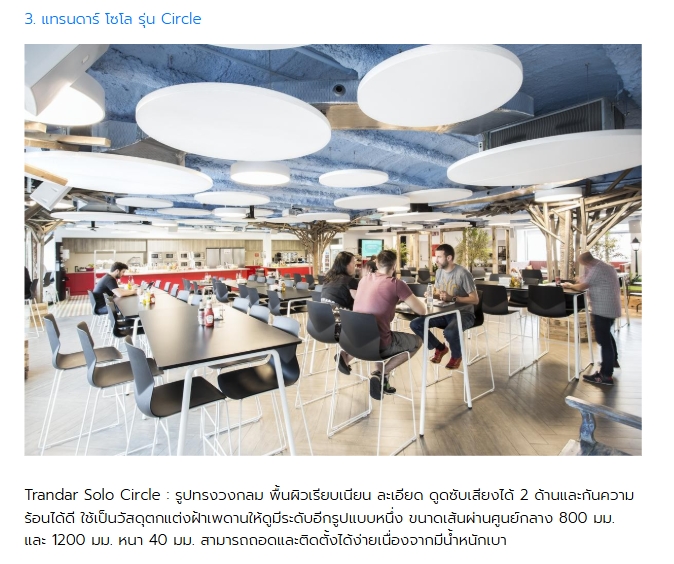 3. แทรนดาร์ โซโล รุ่น Circle
Trandar Solo Circle : รูปทรงวงกลม พื้นผิวเรียบเนียน ละเอียด ดูดซับเสียงได้ 2 ด้านและกันความ
ร้อนได้ดี ใช้เป็นวัสดุตกแต่งฝ้าเพดานให้ดูมีระดับอีกรูปแบบหนึ่ง ขนาดเส้นผ่านศูนย์กลาง 800 มม.
และ 1200 มม. หนา 40 มม. สามารถถอดและติดตั้งได้ง่ายเนื่องจากมีน้ำหนักเบา